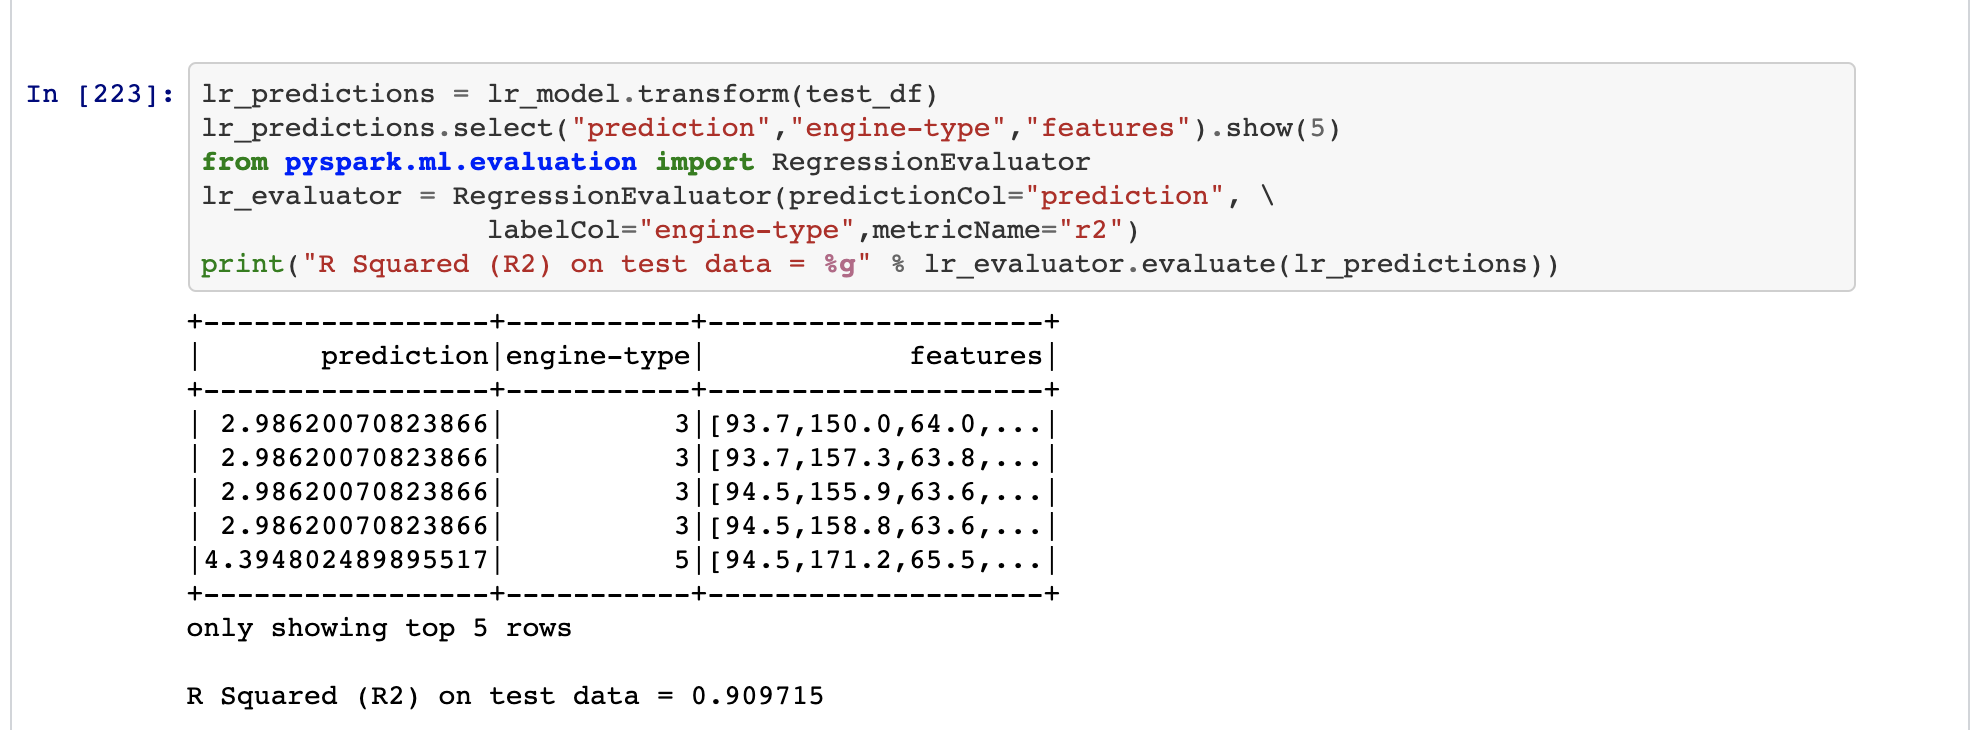 In [223]: lr_predictions = lr_model.transform(test_df)
lr_predictions.select("prediction","engine-type","features").show(5)
from pyspark.ml.evaluation import RegressionEvaluator
lr_evaluator = RegressionEvaluator(predictionCol="prediction", \
                 labelCol="engine-type",metricName="r2")
print("R Squared (R2) on test data = %g" % lr_evaluator.evaluate(lr_predictions))
+-----------------+-----------+--------------------+
|       prediction|engine-type|            features|
+-----------------+-----------+--------------------+
| 2.98620070823866|          3|[93.7,150.0,64.0,...|
| 2.98620070823866|          3|[93.7,157.3,63.8,...|
| 2.98620070823866|          3|[94.5,155.9,63.6,...|
| 2.98620070823866|          3|[94.5,158.8,63.6,...|
|4.394802489895517|          5|[94.5,171.2,65.5,...|
+-----------------+-----------+--------------------+
only showing top 5 rows
R Squared (R2) on test data = 0.909715